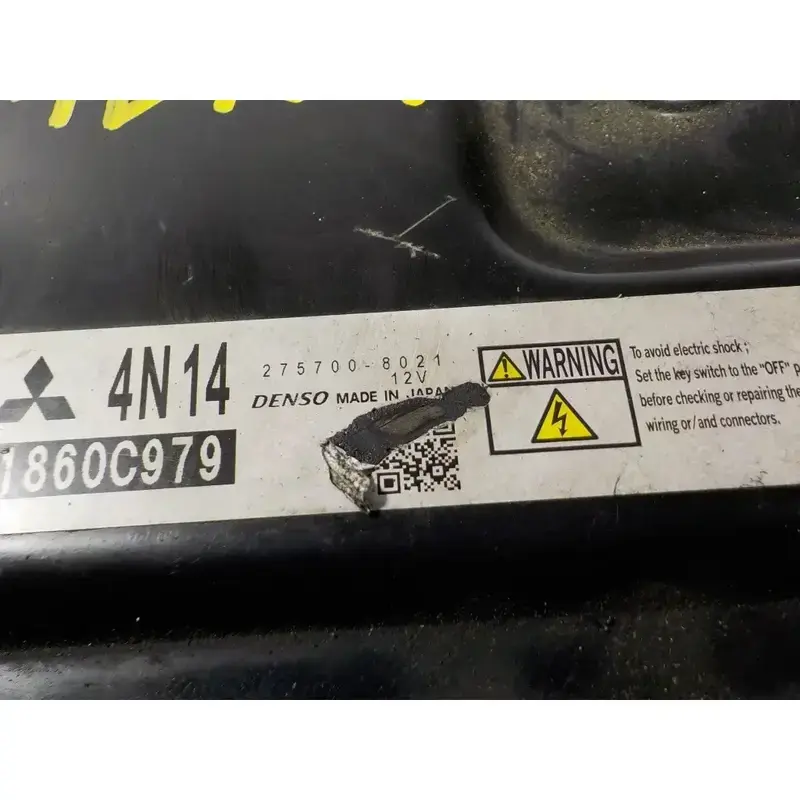 4N14
1860C979
275700-8021
12V
DENSO MADE IN JAPAN
WARNING
To avoid electric shock;
Set the key switch to the "OFF" p
before checking or repairing the
wiring or/and connectors.